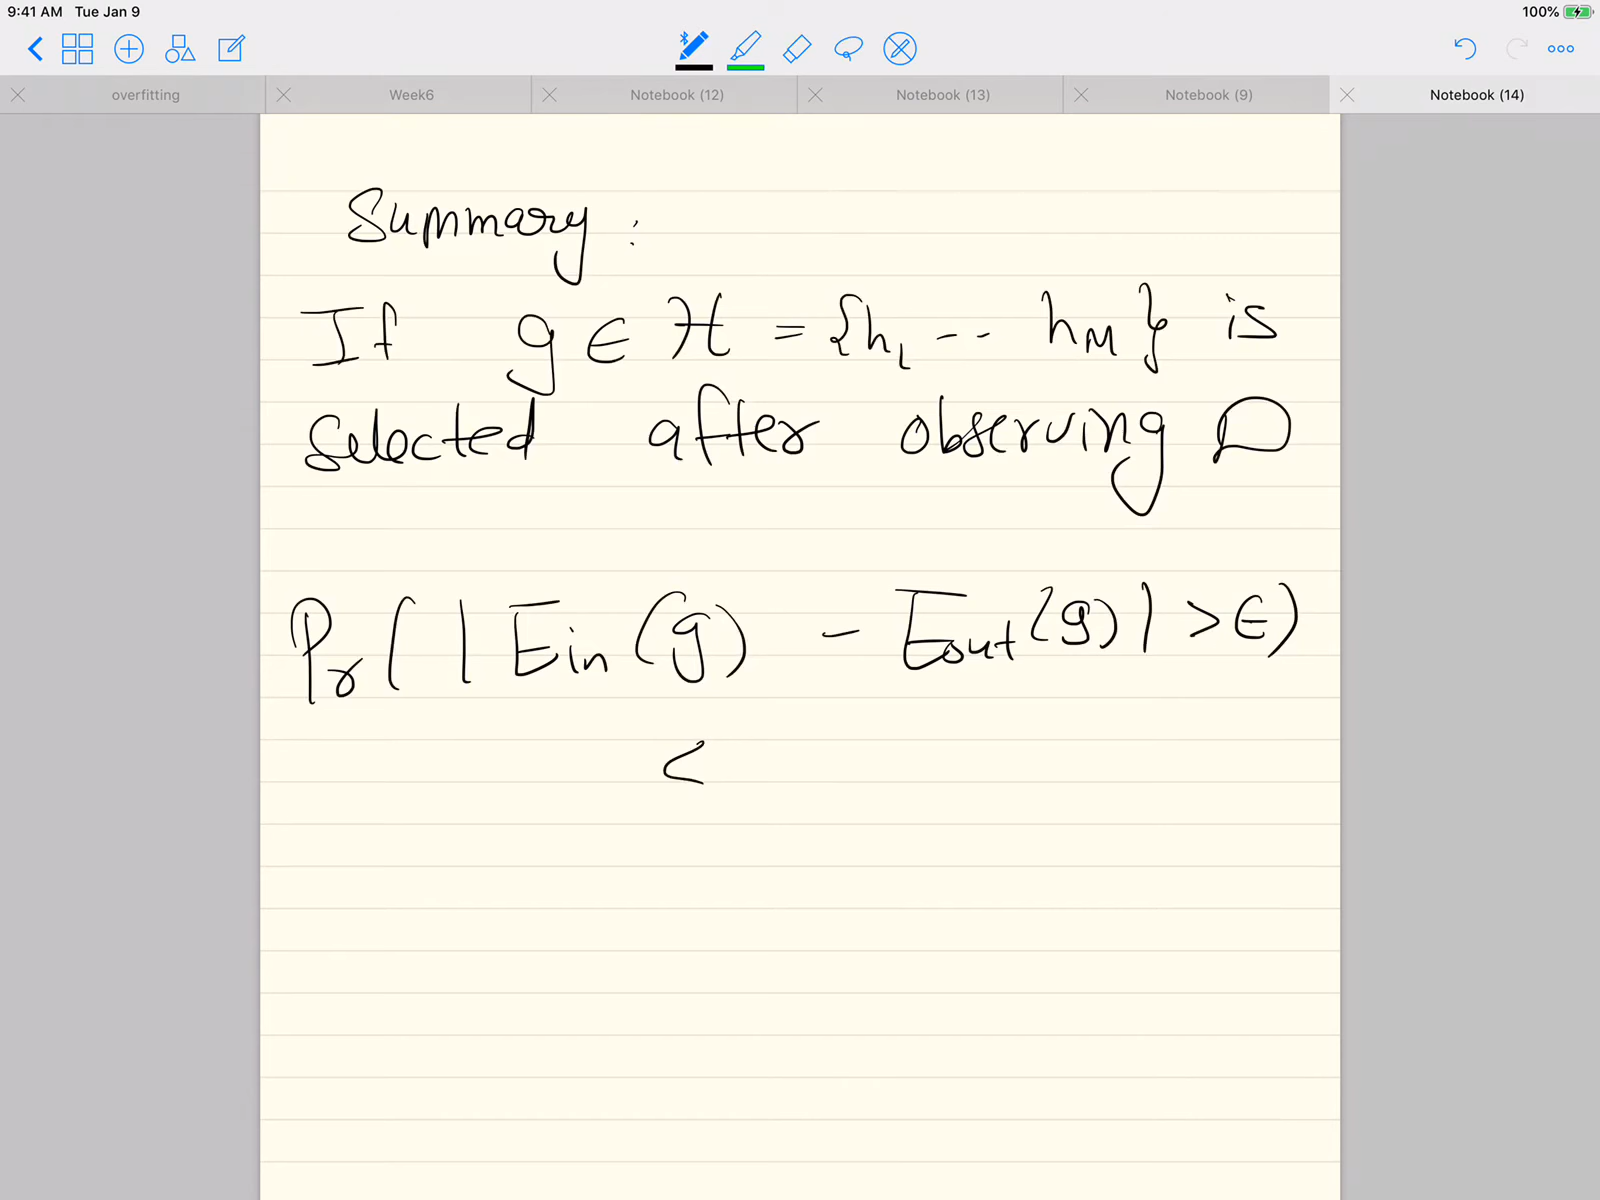 9:41 AM Tue Jan 9 100%
overfitting Week6 Notebook (12) Notebook (13) Notebook (9) Notebook (14)
Summary :
If g ∈ H = {h1 -- hM} is
selected after observing D
Pr( | Ein (g) - Eout (g) | > ∈)
<